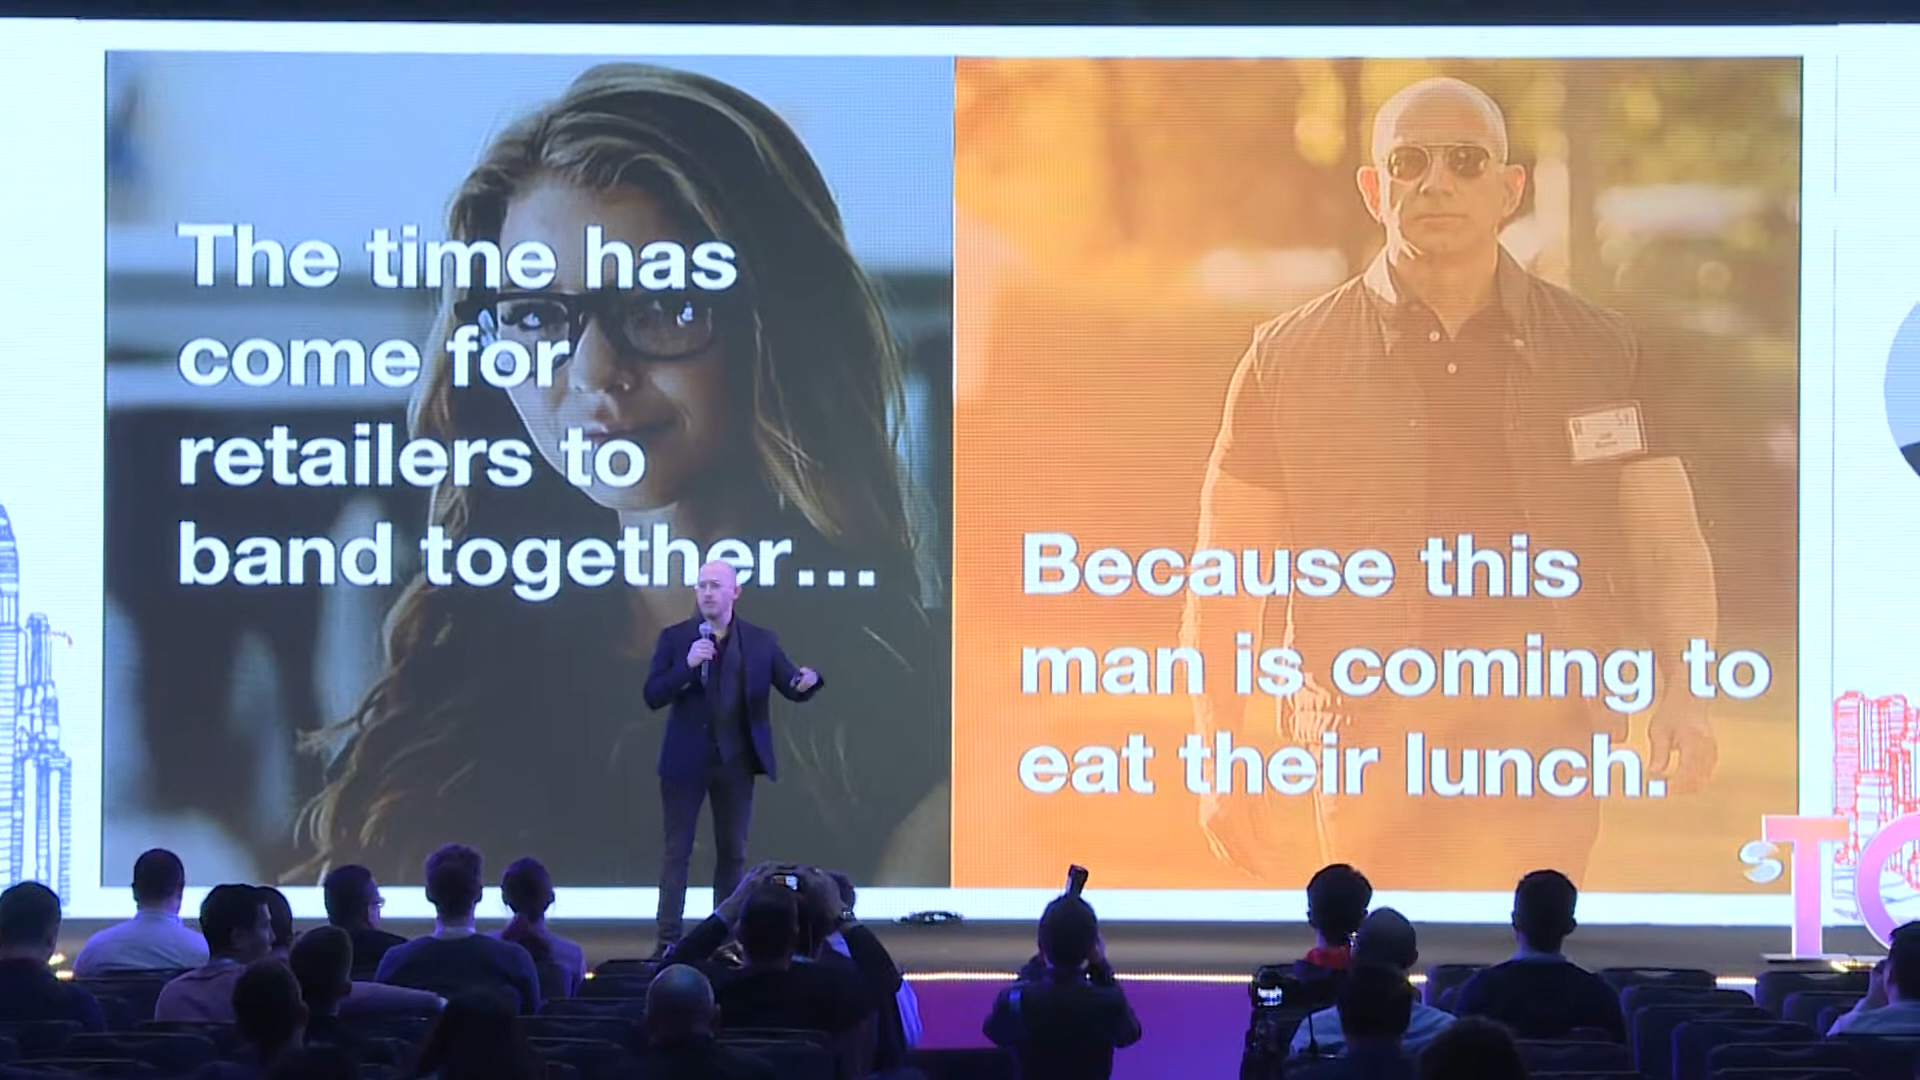 The time has
come for
retailers to
band together...
Because this
man is coming to
eat their lunch.